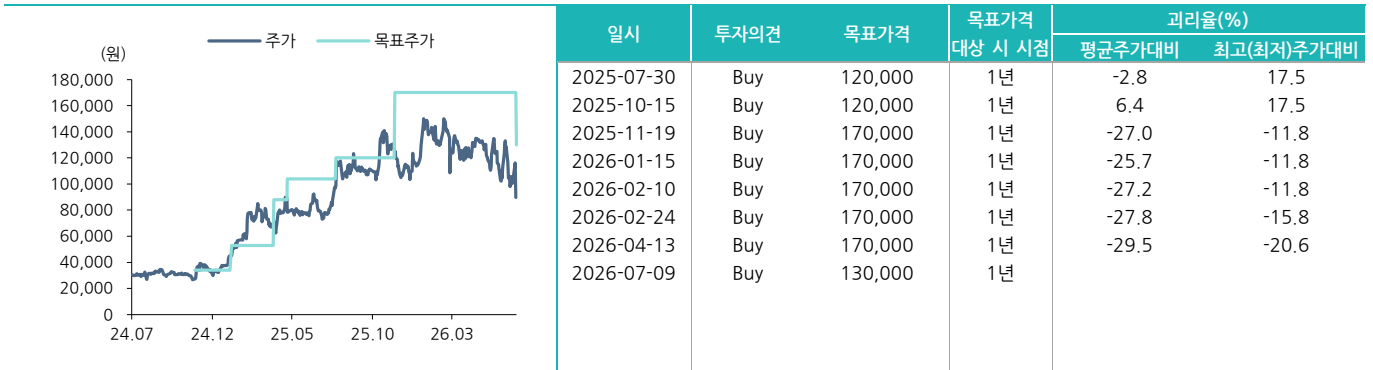 주가 목표주가
(원)
180,000
160,000
140,000
120,000
100,000
80,000
60,000
40,000
20,000
0
24.07 24.12 25.05 25.10 26.03
일시 투자의견 목표가격 목표가격 대상 시 시점 괴리율(%)
평균주가대비 최고(최저)주가대비
2025-07-30 Buy 120,000 1년 -2.8 17.5
2025-10-15 Buy 120,000 1년 6.4 17.5
2025-11-19 Buy 170,000 1년 -27.0 -11.8
2026-01-15 Buy 170,000 1년 -25.7 -11.8
2026-02-10 Buy 170,000 1년 -27.2 -11.8
2026-02-24 Buy 170,000 1년 -27.8 -15.8
2026-04-13 Buy 170,000 1년 -29.5 -20.6
2026-07-09 Buy 130,000 1년